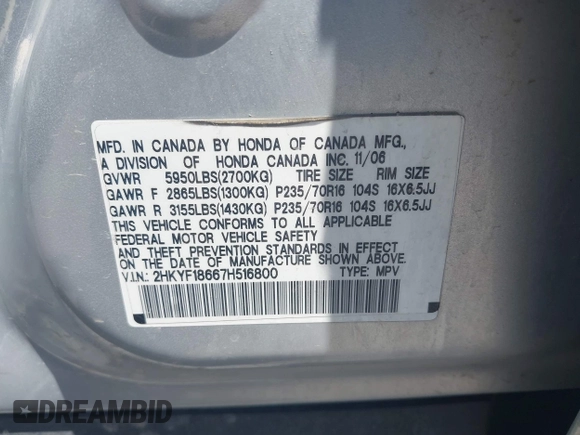 MFD. IN CANADA BY HONDA OF CANADA MFG.,
A DIVISION OF HONDA CANADA INC. 11/06
GVWR 5950LBS(2700KG) TIRE SIZE RIM SIZE
GAWR F 2865LBS(1300KG) P235/70R16 104S 16X6.5JJ
GAWR R 3155LBS(1430KG) P235/70R16 104S 16X6.5JJ
THIS VEHICLE CONFORMS TO ALL APPLICABLE
FEDERAL MOTOR VEHICLE SAFETY
AND THEFT PREVENTION STANDARDS IN EFFECT
ON THE DATE OF MANUFACTURE SHOWN ABOVE.
V.I.N.: 2HKYF18667H516800 TYPE: MPV
DREAMBID